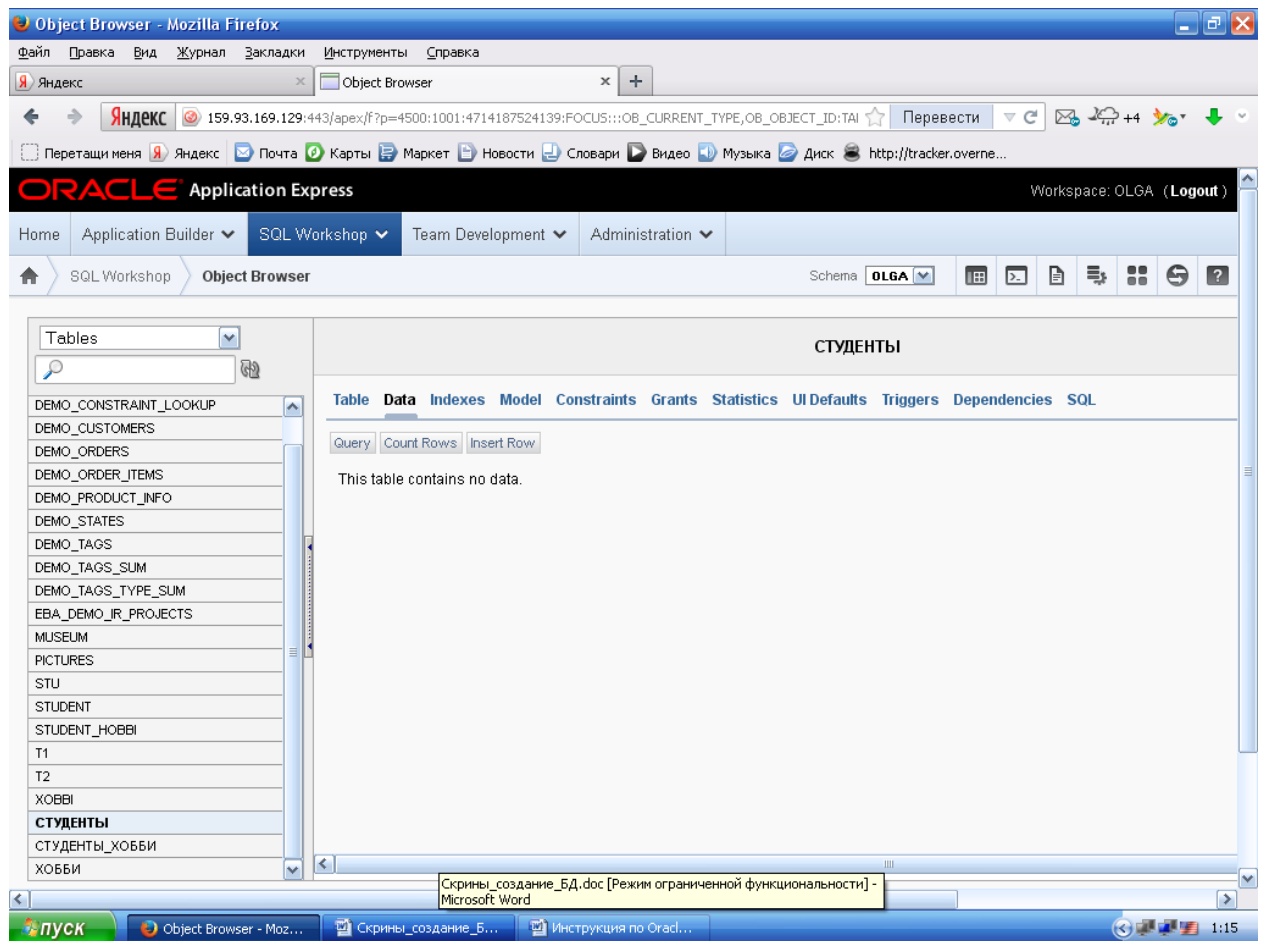 Object Browser - Mozilla Firefox
Файл Правка Вид Журнал Закладки Инструменты Справка
Яндекс
Object Browser
Яндекс 159.93.169.129:443/apex/f?p=4500:1001:4714187524139:FOCUS:::OB_CURRENT_TYPE,OB_OBJECT_ID:TAI Перевести +4
Перетащи меня Яндекс Почта Карты Маркет Новости Словари Видео Музыка Диск http://tracker.overne...
ORACLE Application Express Workspace: OLGA (Logout)
Home Application Builder SQL Workshop Team Development Administration
SQL Workshop Object Browser Schema OLGA
Tables
СТУДЕНТЫ
Table Data Indexes Model Constraints Grants Statistics UI Defaults Triggers Dependencies SQL
Query Count Rows Insert Row
This table contains no data.
DEMO_CONSTRAINT_LOOKUP
DEMO_CUSTOMERS
DEMO_ORDERS
DEMO_ORDER_ITEMS
DEMO_PRODUCT_INFO
DEMO_STATES
DEMO_TAGS
DEMO_TAGS_SUM
DEMO_TAGS_TYPE_SUM
EBA_DEMO_IR_PROJECTS
MUSEUM
PICTURES
STU
STUDENT
STUDENT_HOBBI
T1
T2
XOBBI
СТУДЕНТЫ
СТУДЕНТЫ_ХОББИ
ХОББИ
Скрины_создание_БД.doc [Режим ограниченной функциональности] -
Microsoft Word
пуск Object Browser - Moz... Скрины_создание_Б... Инструкция по Oracl... 1:15